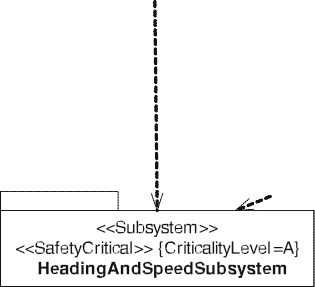 <<Subsystem>>
<<SafetyCritical>> {CriticalityLevel=A}
HeadingAndSpeedSubsystem